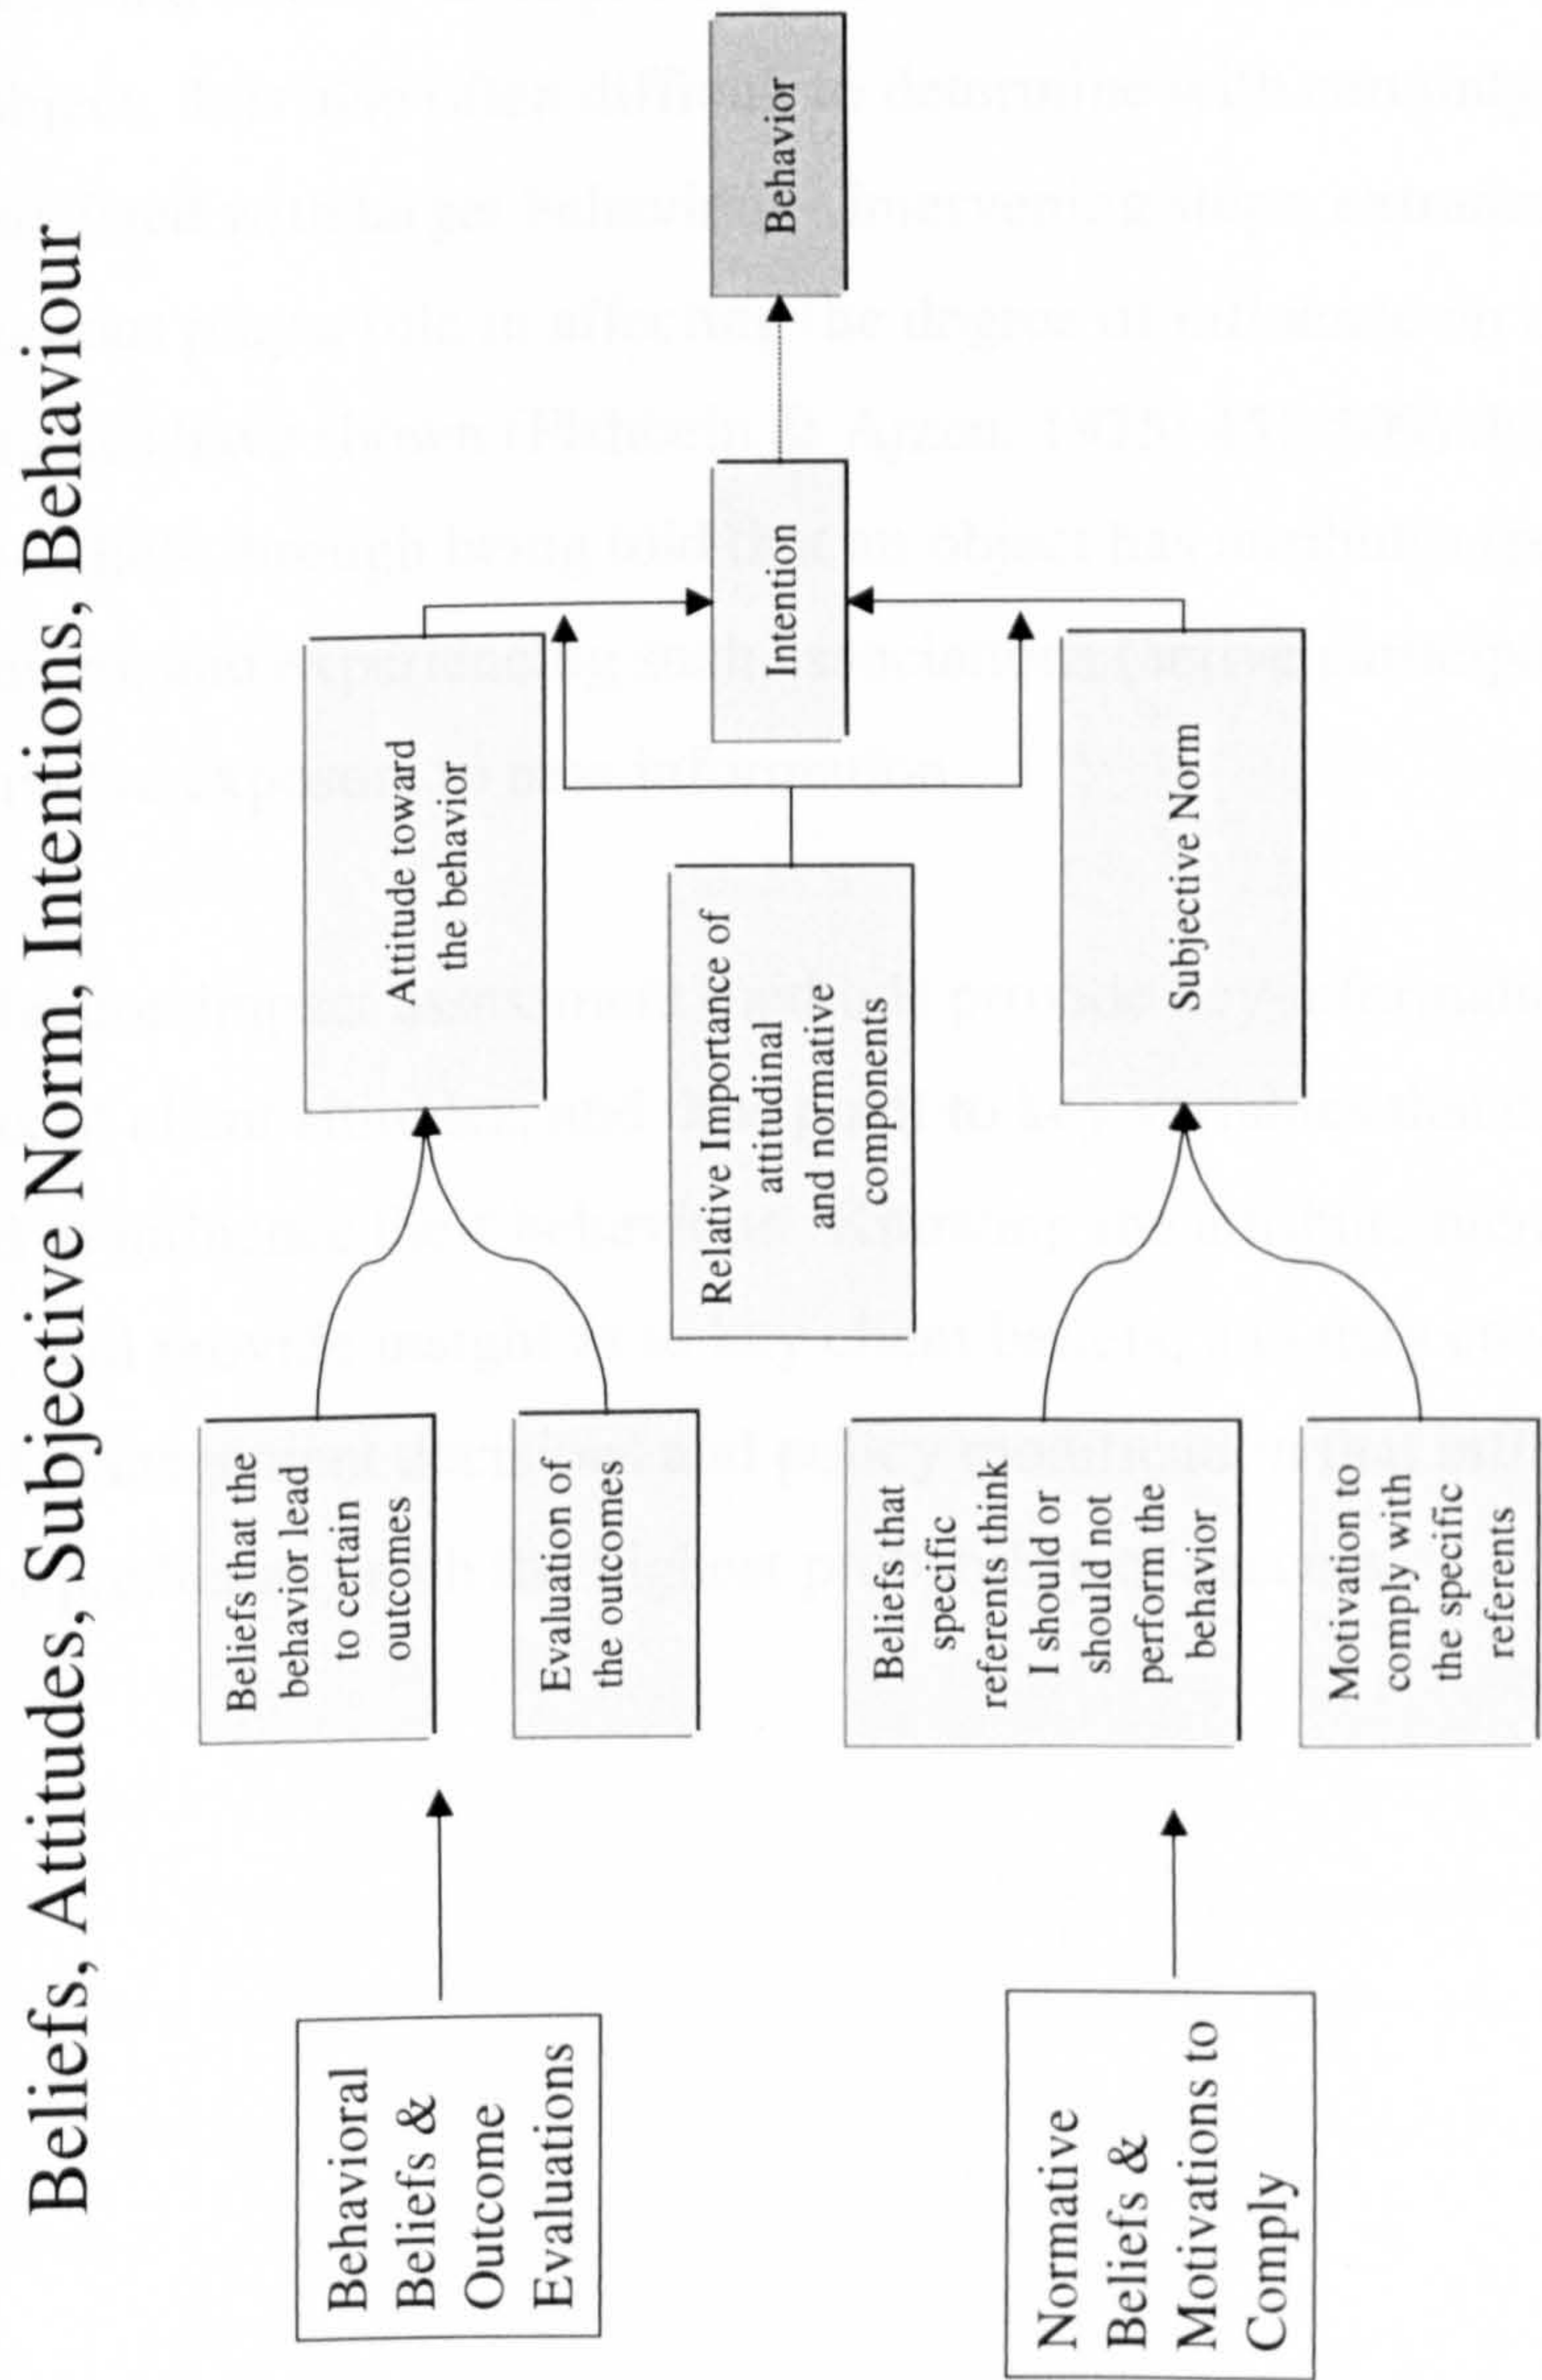 Beliefs, Attitudes, Subjective Norm, Intentions, Behaviour
Behavioral
Beliefs &
Outcome
Evaluations
Beliefs that the
behavior lead
to certain
outcomes
Evaluation of
the outcomes
Attitude toward
the behavior
Relative Importance of
attitudinal
and normative
components
Intention
Behavior
Normative
Beliefs &
Motivations to
Comply
Beliefs that
specific
referents think
I should or
should not
perform the
behavior
Motivation to
comply with
the specific
referents
Subjective Norm